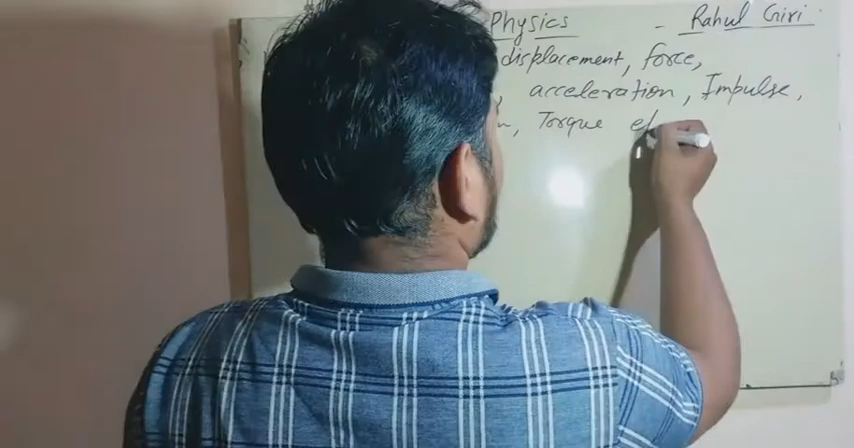 Physics - Rahul Giri
displacement, force,
acceleration, Impulse,
, Torque